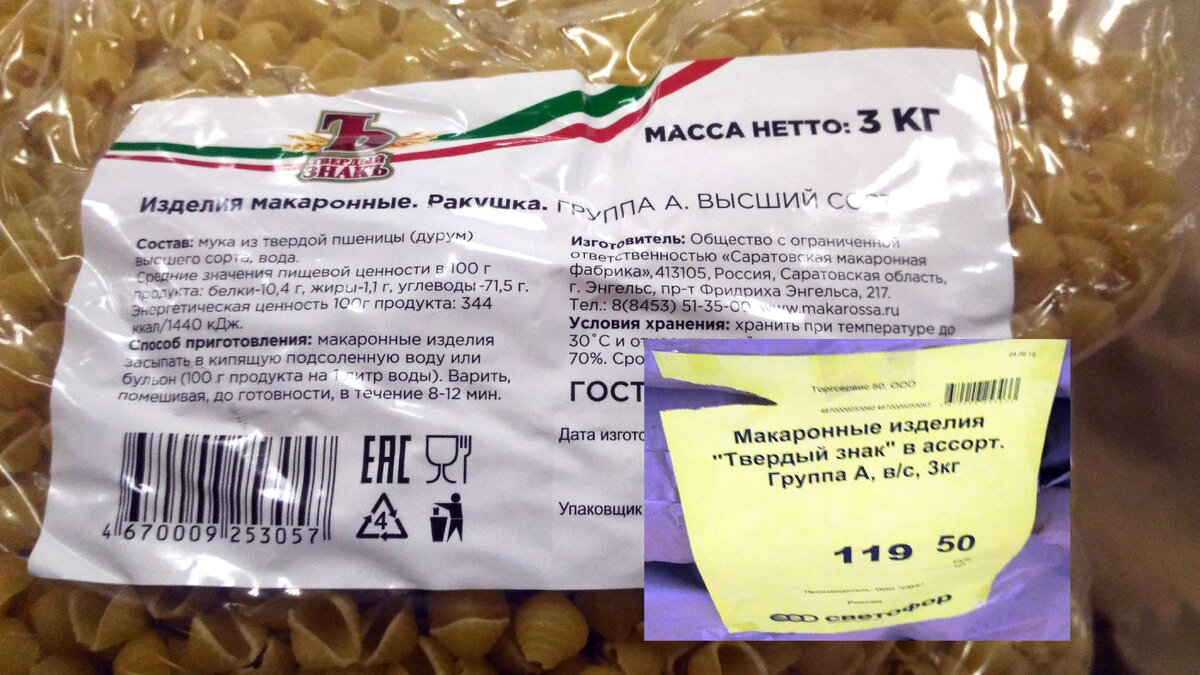 Ъ
ТВЕРДЫЙ
ЗНАКЪ
МАССА НЕТТО: 3 КГ
Изделия макаронные. Ракушка. ГРУППА А. ВЫСШИЙ СОРТ
Состав: мука из твердой пшеницы (дурум)
высшего сорта, вода.
Средние значения пищевой ценности в 100 г
продукта: белки-10,4 г, жиры-1,1 г, углеводы -71,5 г.
Энергетическая ценность 100г продукта: 344
ккал/1440 кДж.
Способ приготовления: макаронные изделия
засыпать в кипящую подсоленную воду или
бульон (100 г продукта на 1 литр воды). Варить,
помешивая, до готовности, в течение 8-12 мин.
EAC
4
4 670009 253057
Изготовитель: Общество с ограниченной
ответственностью «Саратовская макаронная
фабрика», 413105, Россия, Саратовская область,
г. Энгельс, пр-т Фридриха Энгельса, 217.
Тел.: 8(8453) 51-35-00 www.makarossa.ru
Условия хранения: хранить при температуре до
30°С и
70%.
ГОСТ
Дата
Упаковщик
Торгсервис 50, ООО
Макаронные изделия
"Твердый знак" в ассорт.
Группа А, в/с, 3кг
119 50
Россия
светофор